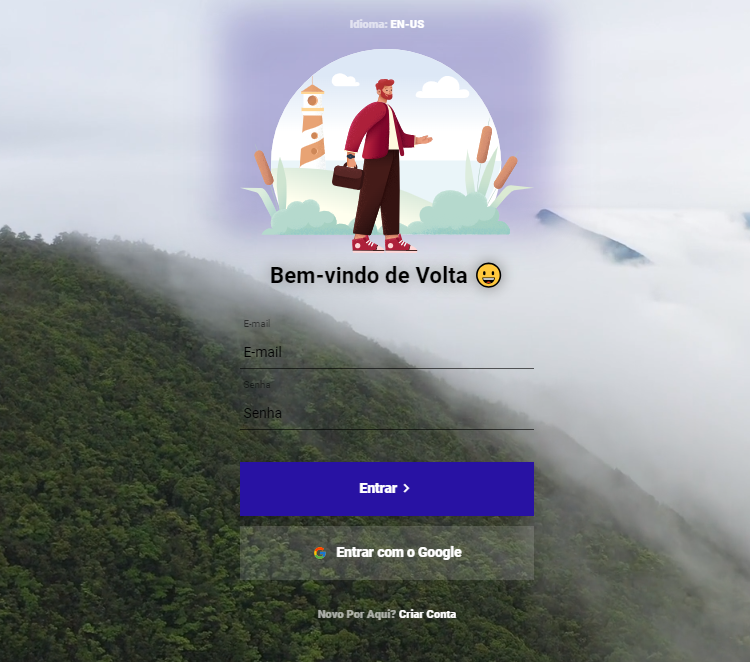 Idioma: EN-US
Bem-vindo de Volta 😀
E-mail
E-mail
Senha
Senha
Entrar >
Entrar com o Google
Novo Por Aqui? Criar Conta